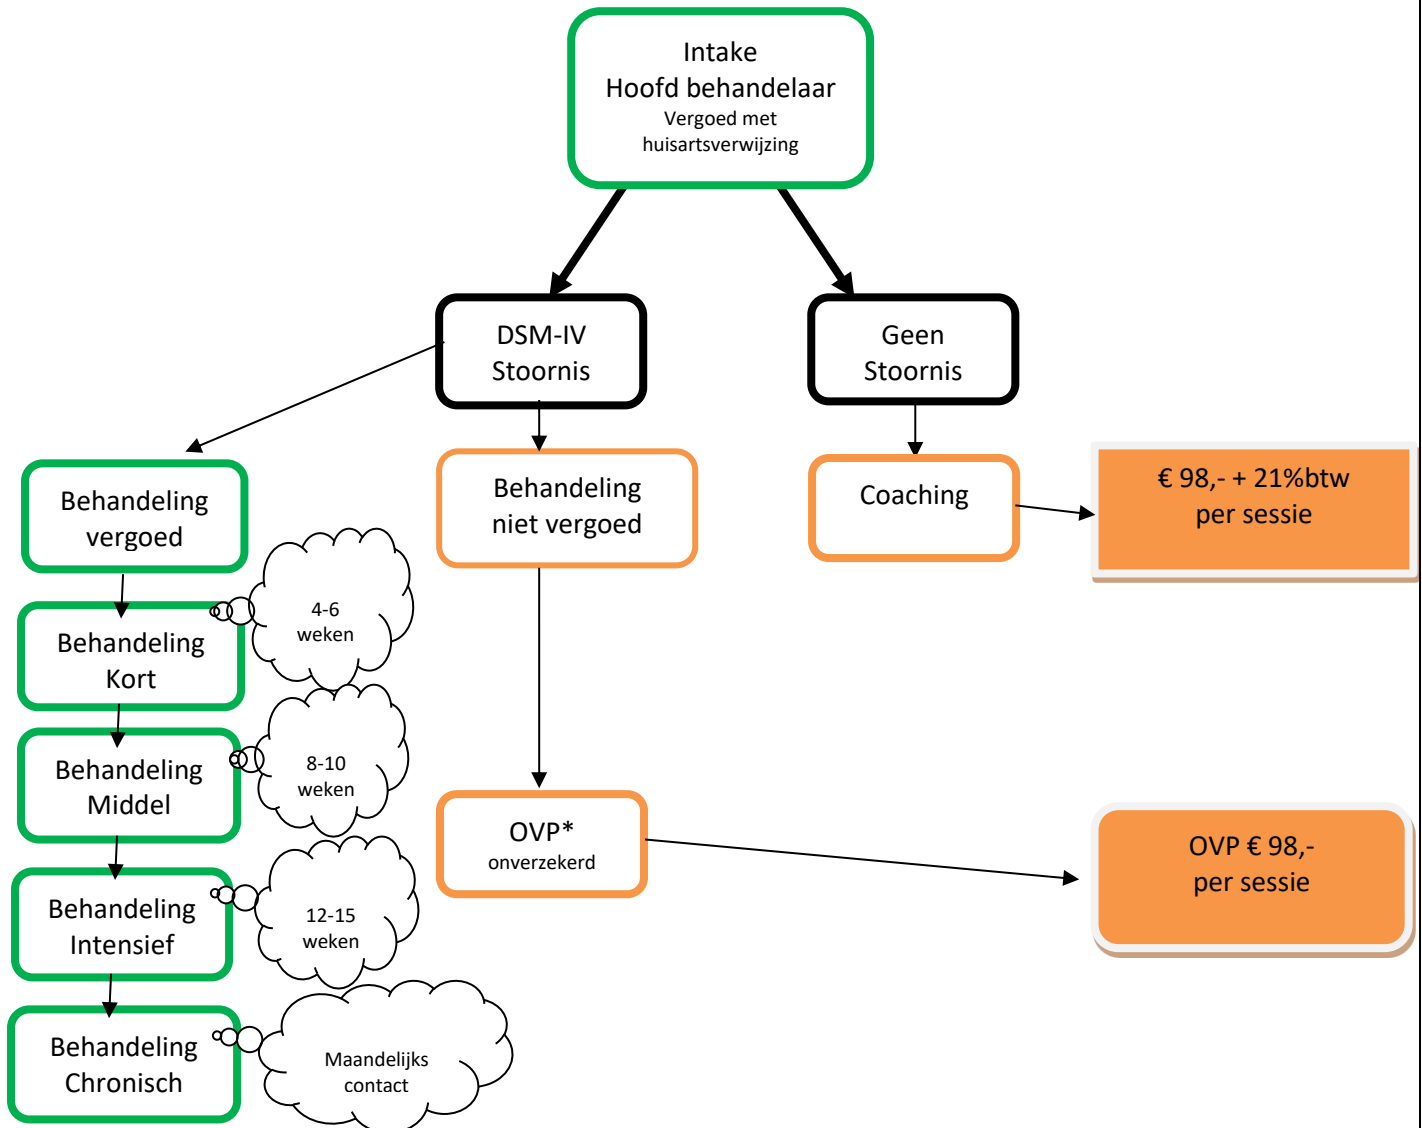 Intake
Hoofd behandelaar
Vergoed met
huisartsverwijzing
DSM-IV
Stoornis
Geen
Stoornis
Behandeling
vergoed
Behandeling
niet vergoed
Coaching
€ 98,- + 21%btw
per sessie
4-6
weken
Behandeling
Kort
8-10
weken
Behandeling
Middel
OVP*
onverzekerd
OVP € 98,-
per sessie
12-15
weken
Behandeling
Intensief
Maandelijks
contact
Behandeling
Chronisch